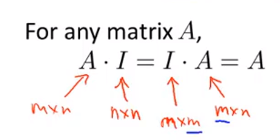 For any matrix A,
A · I = I · A = A
m×n n×n m×m m×n